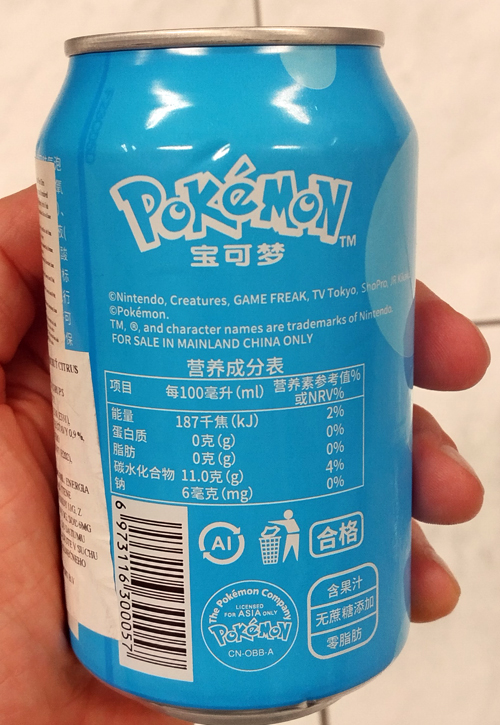 POKéMON TM
宝可梦
©Nintendo, Creatures, GAME FREAK, TV Tokyo, ShoPro, JR
©Pokémon.
TM, ®, and character names are trademarks of Nintendo.
FOR SALE IN MAINLAND CHINA ONLY
营养成分表
项目 每100毫升(ml) 营养素参考值%
或NRV%
能量 187千焦(kJ) 2%
蛋白质 0克(g) 0%
脂肪 0克(g) 0%
碳水化合物 11.0克(g) 4%
钠 6毫克(mg) 0%
6 973116 300057
Al
合格
The Pokémon Company
LICENSED
FOR ASIA ONLY
POKéMON
CN-OBB-A
含果汁
无蔗糖添加
零脂肪
CITRUS
ENERGIA